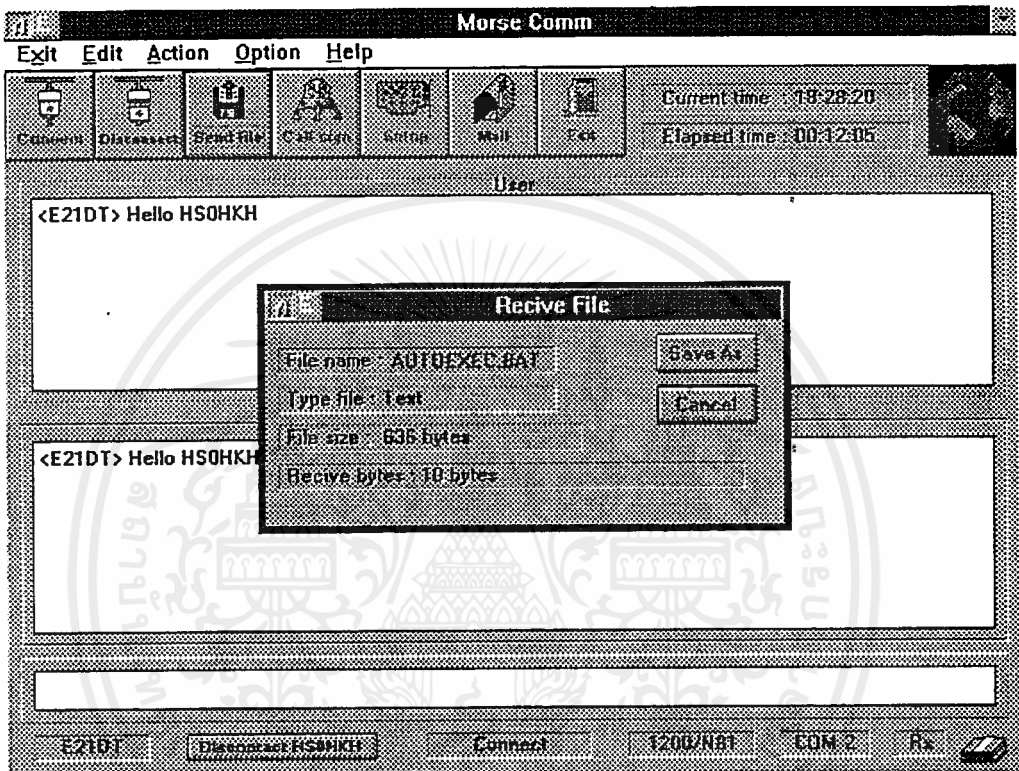 Morse Comm
Exit Edit Action Option Help
Connect Disconnect Send file Call sign Setup Mail Exit
Current time : 18:28:20
Elapsed time : 00:12:05
User
<E21DT> Hello HS0HKH
Recive File
File name : AUTOEXEC.BAT
Save As
Type file : Text
Cancel
File size : 635 bytes
Recive bytes : 10 bytes
<E21DT> Hello HS0HKH
E21DT Discontact HS0HKH Connect 1200/N81 COM 2 Rx